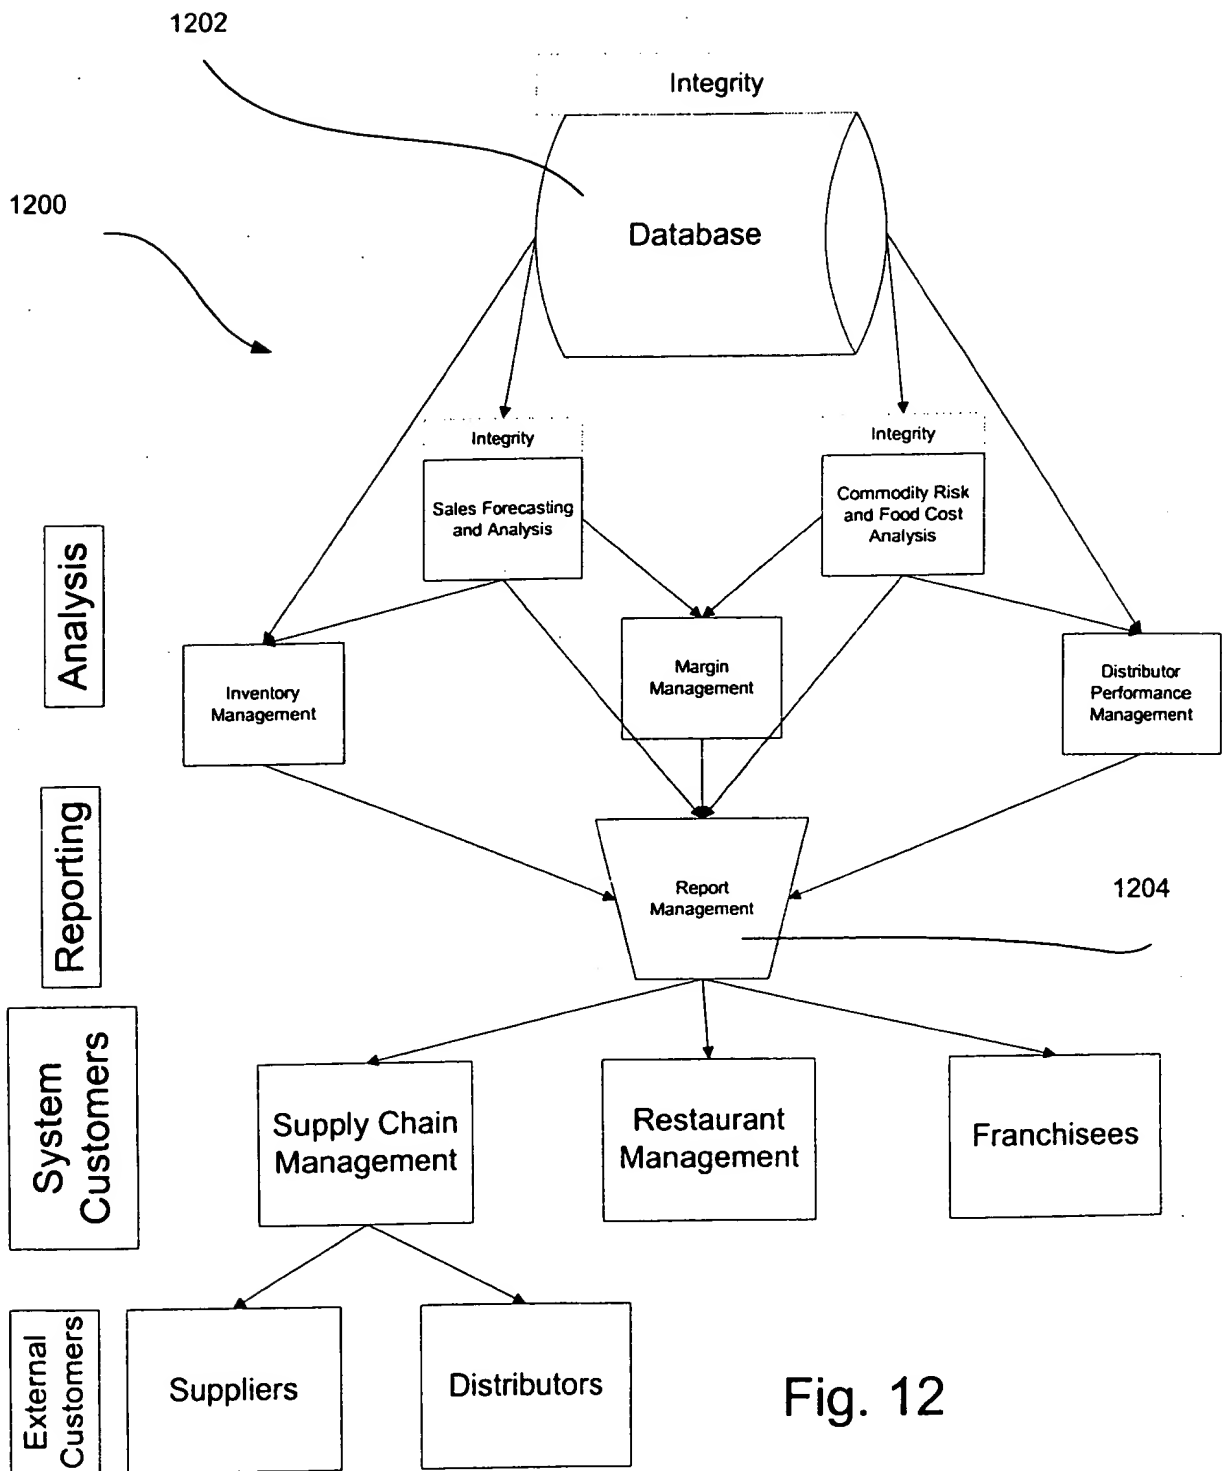 1202
Integrity
1200
Database
Integrity
Integrity
Sales Forecasting
and Analysis
Commodity Risk
and Food Cost
Analysis
Analysis
Inventory
Management
Margin
Management
Distributor
Performance
Management
Reporting
Report
Management
1204
System
Customers
Supply Chain
Management
Restaurant
Management
Franchisees
External
Customers
Suppliers
Distributors
Fig. 12